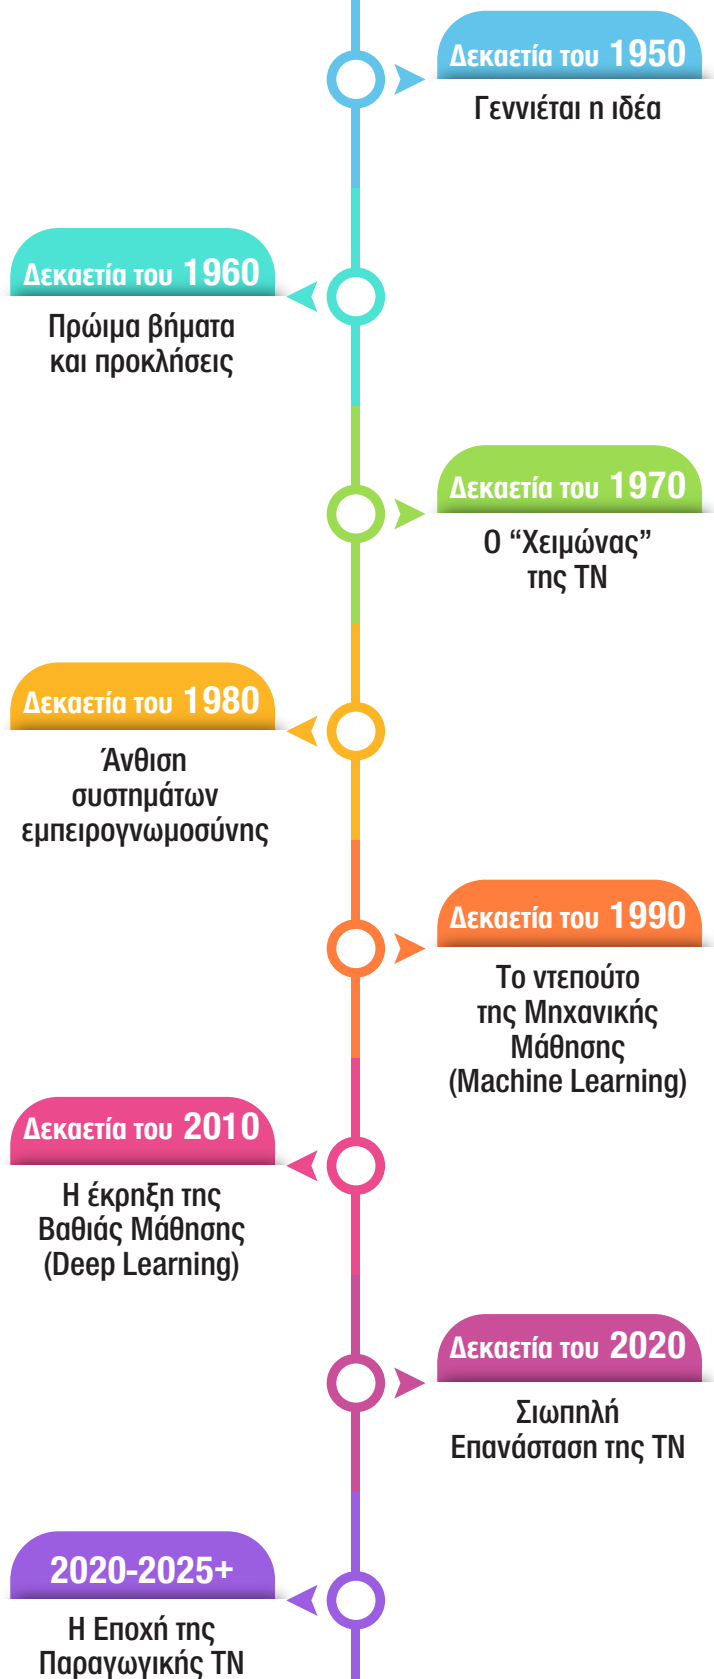 Δεκαετία του 1950
Γεννιέται η ιδέα
Δεκαετία του 1960
Πρώιμα βήματα
και προκλήσεις
Δεκαετία του 1970
Ο “Χειμώνας”
της ΤΝ
Δεκαετία του 1980
Άνθιση
συστημάτων
εμπειρογνωμοσύνης
Δεκαετία του 1990
Το ντεπούτο
της Μηχανικής
Μάθησης
(Machine Learning)
Δεκαετία του 2010
Η έκρηξη της
Βαθιάς Μάθησης
(Deep Learning)
Δεκαετία του 2020
Σιωπηλή
Επανάσταση της ΤΝ
2020-2025+
Η Εποχή της
Παραγωγικής ΤΝ